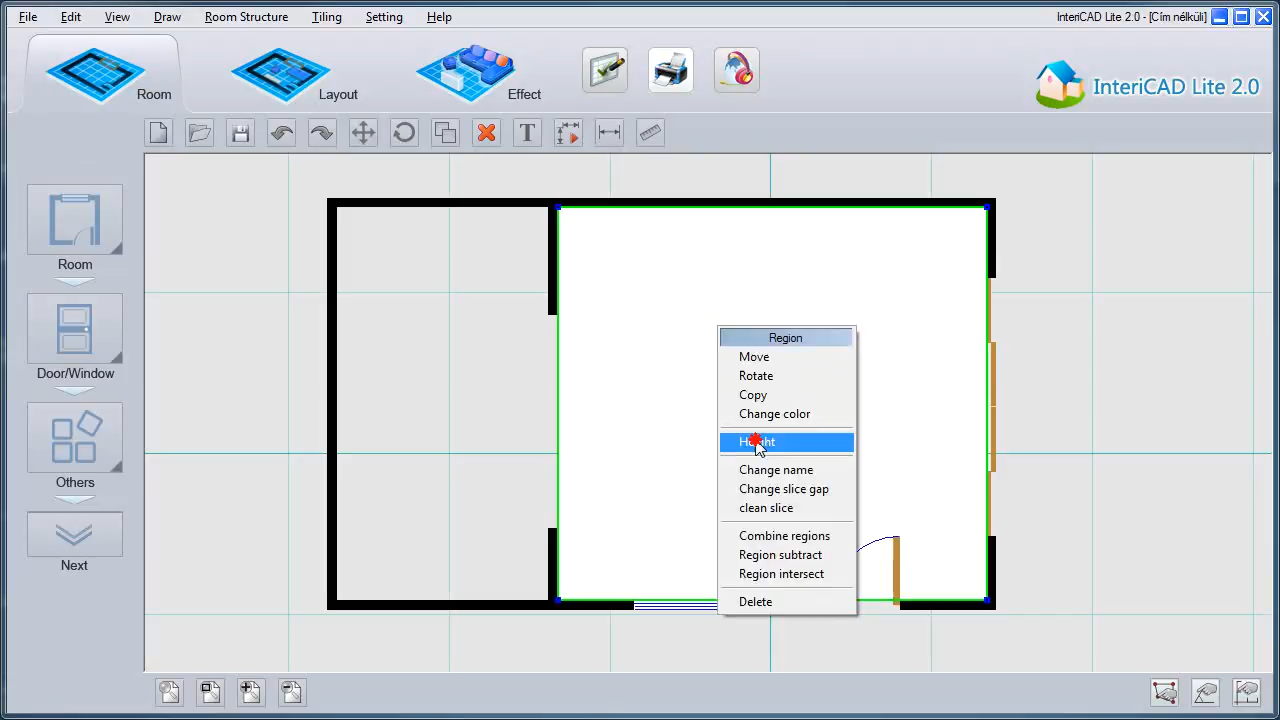 File Edit View Draw Room Structure Tiling Setting Help InteriCAD Lite 2.0 - [Cím nélküli]
Room Layout Effect InteriCAD Lite 2.0
T
Room
Door/Window
Others
Next
Region
Move
Rotate
Copy
Change color
Height
Change name
Change slice gap
clean slice
Combine regions
Region subtract
Region intersect
Delete